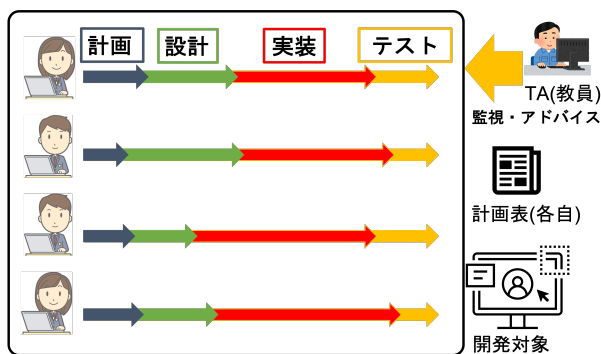 計画
設計
実装
テスト
TA(教員)
監視・アドバイス
計画表(各自)
開発対象